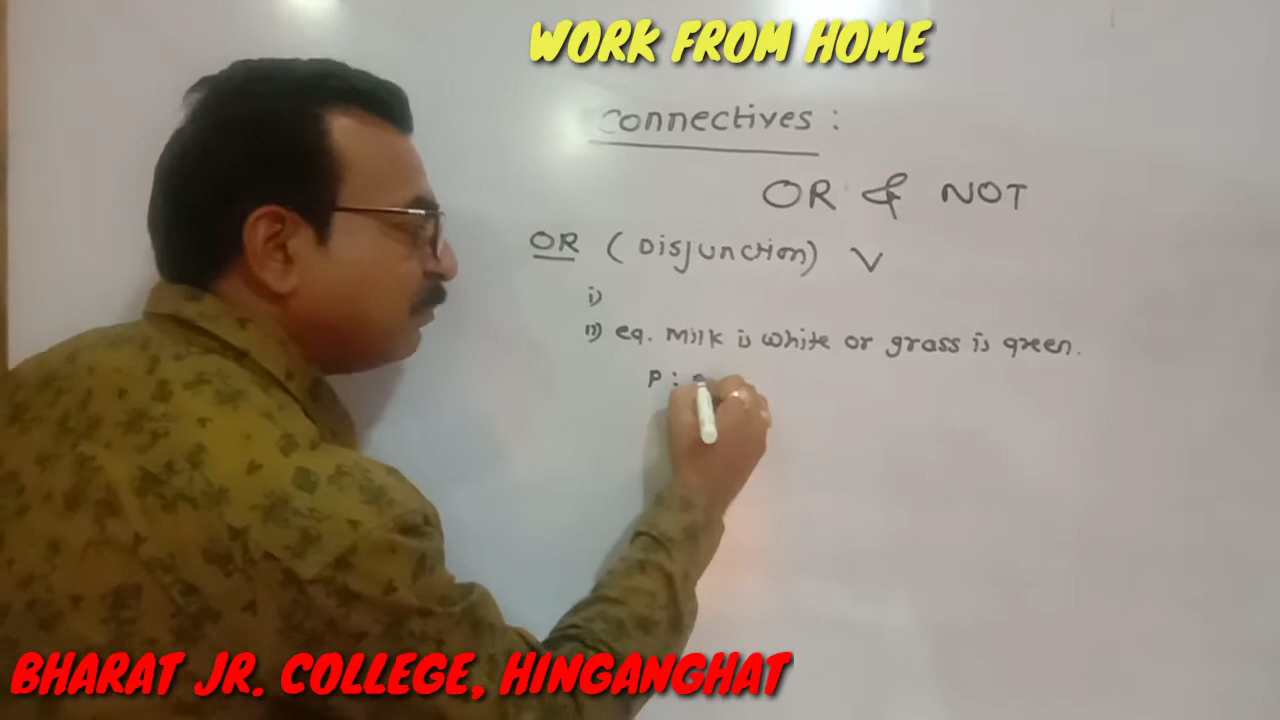 WORK FROM HOME
Connectives :
OR & NOT
OR (Disjunction) ∨
i)
ii) eg. Milk is white or grass is green.
P :
BHARAT JR. COLLEGE, HINGANGHAT